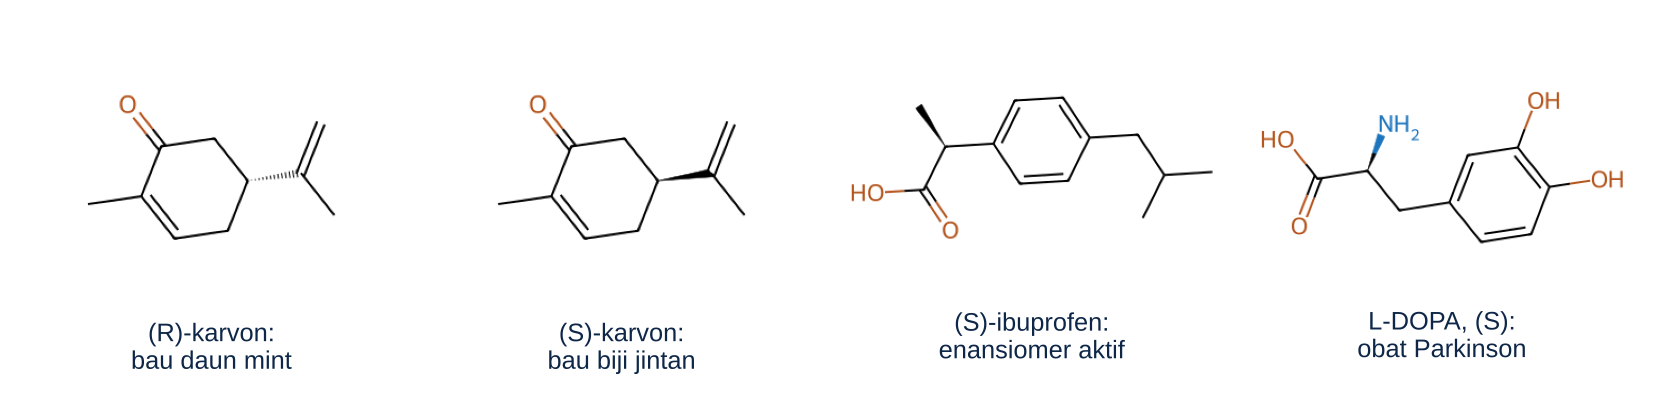 O
O
HO
O
HO
O
NH2
OH
OH
(R)-karvon:
bau daun mint
(S)-karvon:
bau biji jintan
(S)-ibuprofen:
enansiomer aktif
L-DOPA, (S):
obat Parkinson